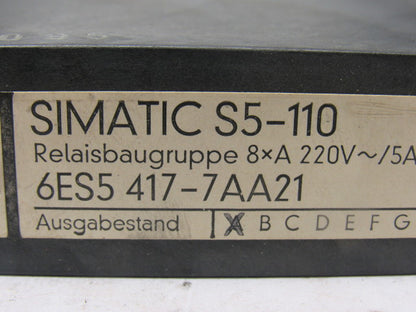 SIMATIC S5-110
Relaisbaugruppe 8×A 220V~/5A
6ES5 417-7AA21
Ausgabestand X B C D E F G